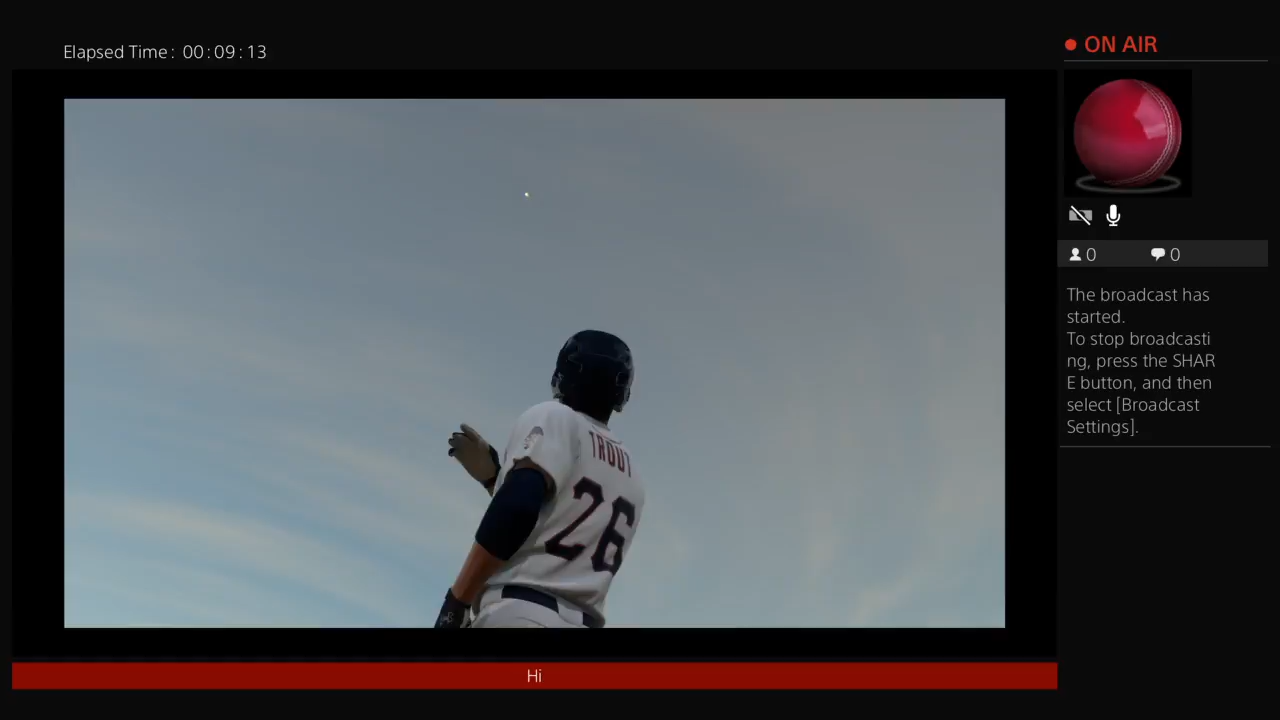 Elapsed Time: 00:09:13
ON AIR
0 0
The broadcast has
started.
To stop broadcasti
ng, press the SHAR
E button, and then
select [Broadcast
Settings].
TROUT
26
Hi